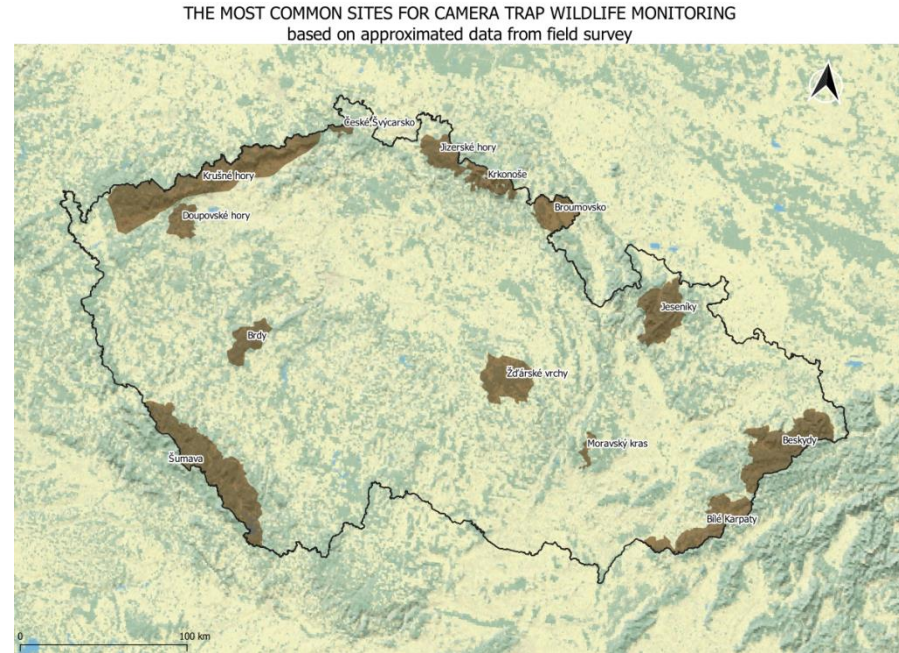 THE MOST COMMON SITES FOR CAMERA TRAP WILDLIFE MONITORING
based on approximated data from field survey
České Švýcarsko
Jizerské hory
Krkonoše
Krušné hory
Broumovsko
Doupovské hory
Jeseníky
Brdy
Žďárské vrchy
Moravský kras
Beskydy
Šumava
Bílé Karpaty
0 100 km